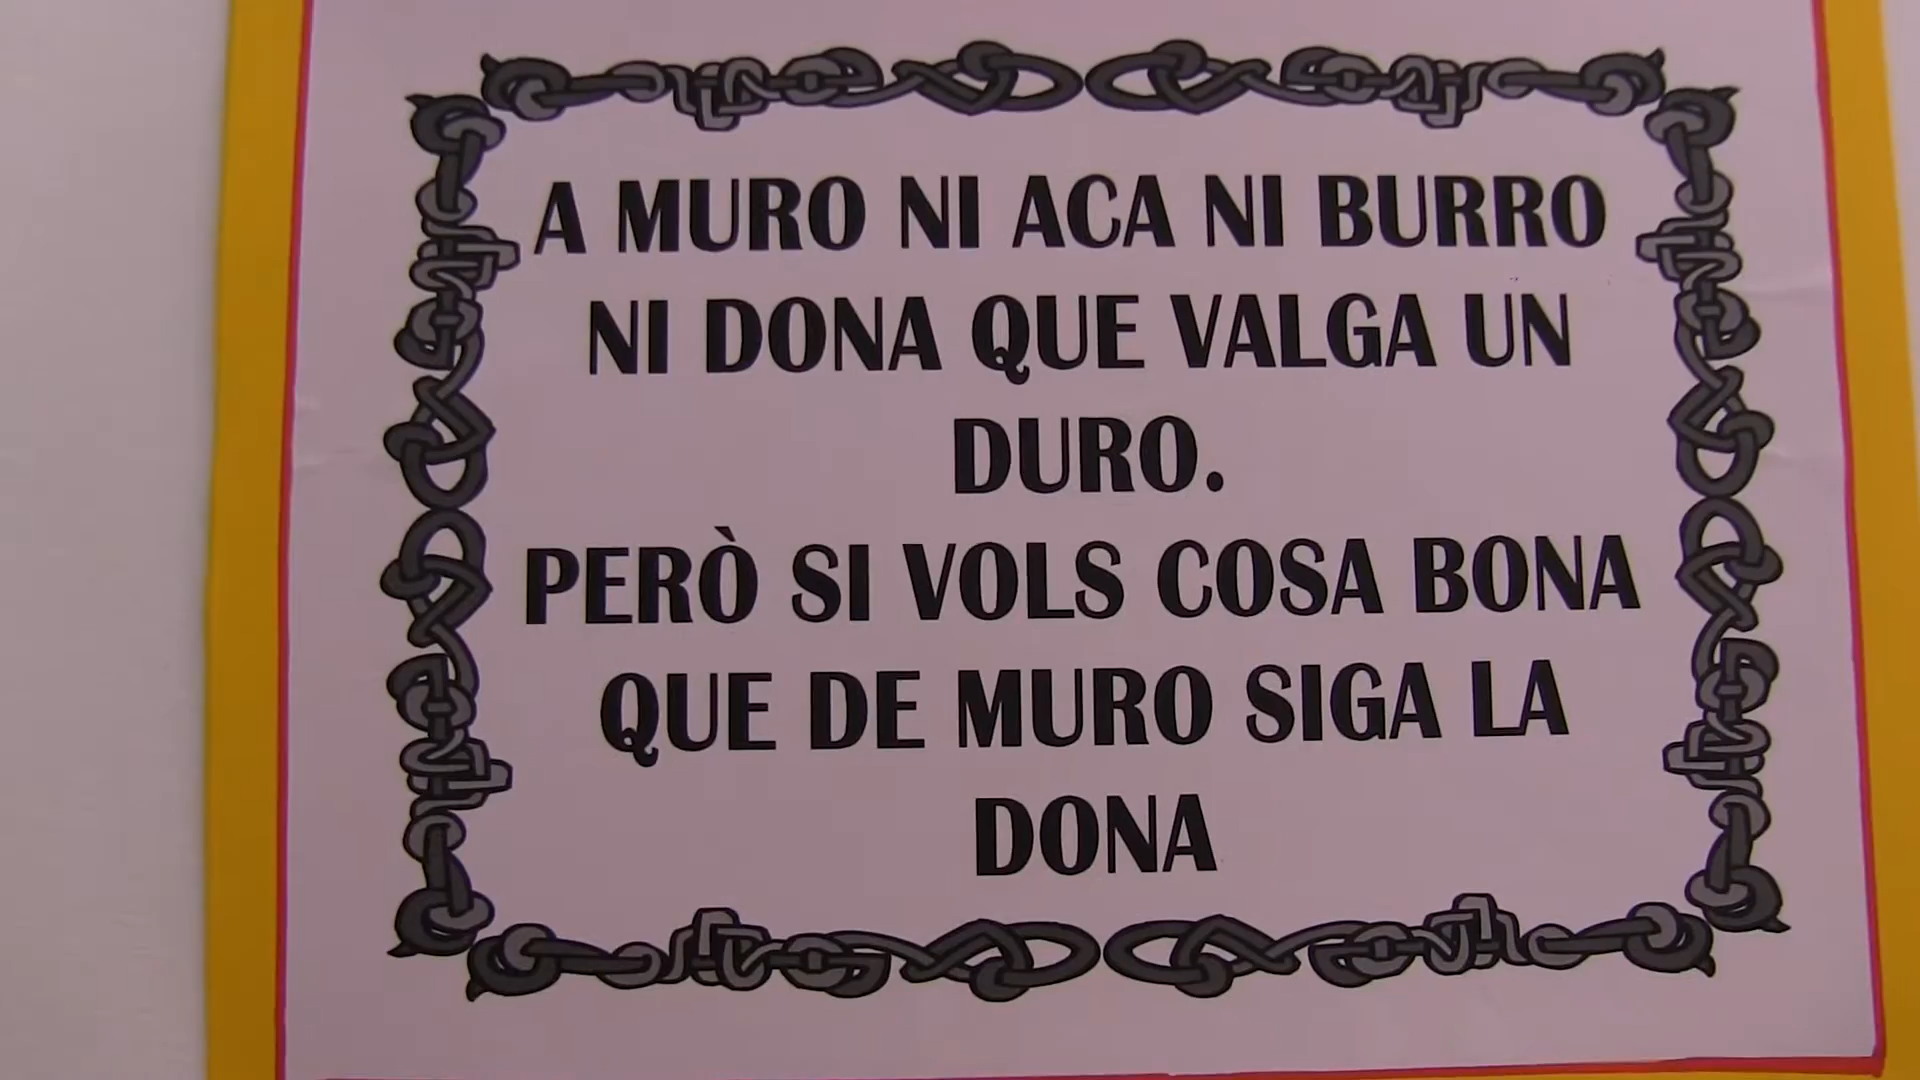 A MURO NI ACA NI BURRO
NI DONA QUE VALGA UN
DURO.
PERÒ SI VOLS COSA BONA
QUE DE MURO SIGA LA
DONA